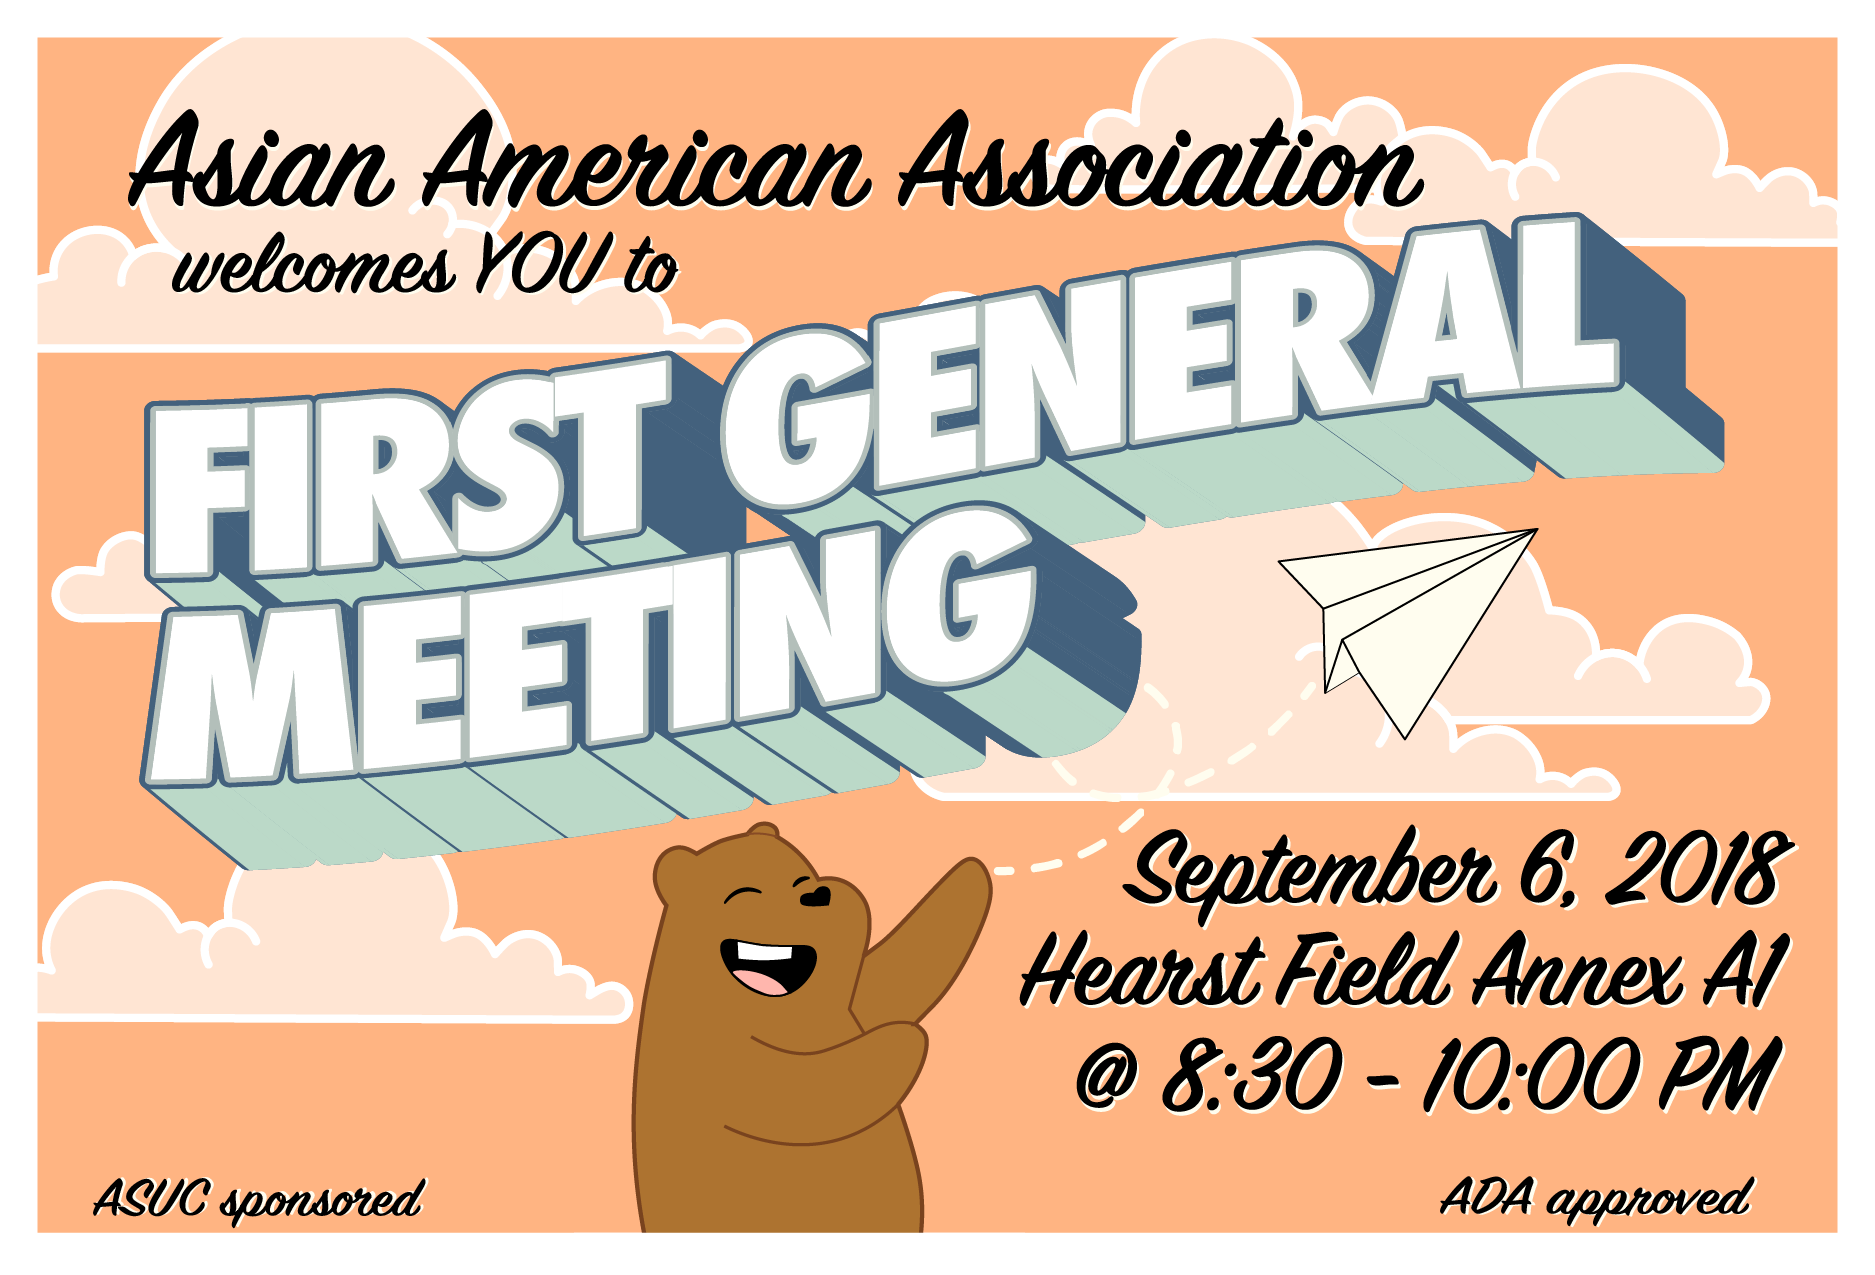 Asian American Association
welcomes YOU to
FIRST GENERAL
MEETING
September 6, 2018
Hearst Field Annex A1
@ 8:30 - 10:00 PM
ASUC sponsored
ADA approved